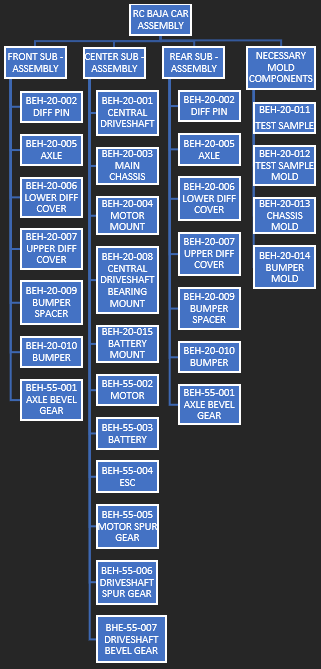 RC BAJA CAR
ASSEMBLY
FRONT SUB -
ASSEMBLY
BEH-20-002
DIFF PIN
BEH-20-005
AXLE
BEH-20-006
LOWER DIFF
COVER
BEH-20-007
UPPER DIFF
COVER
BEH-20-009
BUMPER
SPACER
BEH-20-010
BUMPER
BEH-55-001
AXLE BEVEL
GEAR
CENTER SUB -
ASSEMBLY
BEH-20-001
CENTRAL
DRIVESHAFT
BEH-20-003
MAIN
CHASSIS
BEH-20-004
MOTOR
MOUNT
BEH-20-008
CENTRAL
DRIVESHAFT
BEARING
MOUNT
BEH-20-015
BATTERY
MOUNT
BEH-55-002
MOTOR
BEH-55-003
BATTERY
BEH-55-004
ESC
BEH-55-005
MOTOR SPUR
GEAR
BEH-55-006
DRIVESHAFT
SPUR GEAR
BHE-55-007
DRIVESHAFT
BEVEL GEAR
REAR SUB -
ASSEMBLY
BEH-20-002
DIFF PIN
BEH-20-005
AXLE
BEH-20-006
LOWER DIFF
COVER
BEH-20-007
UPPER DIFF
COVER
BEH-20-009
BUMPER
SPACER
BEH-20-010
BUMPER
BEH-55-001
AXLE BEVEL
GEAR
NECESSARY
MOLD
COMPONENTS
BEH-20-011
TEST SAMPLE
BEH-20-012
TEST SAMPLE
MOLD
BEH-20-013
CHASSIS
MOLD
BEH-20-014
BUMPER
MOLD